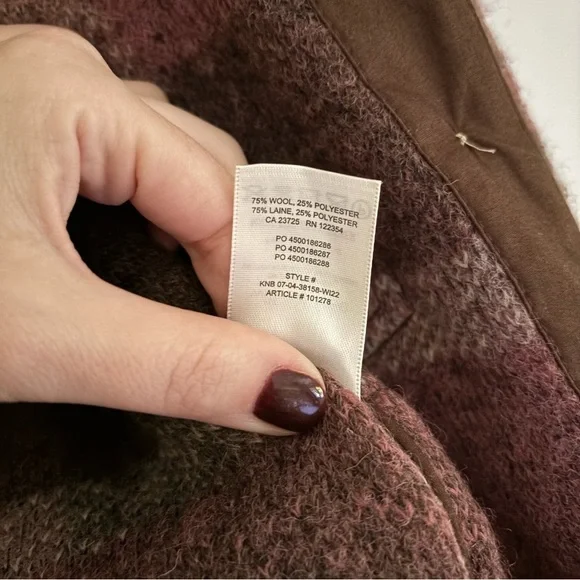 75% WOOL, 25% POLYESTER
75% LAINE, 25% POLYESTER
CA 23725 RN 122354
PO 4500186286
PO 4500186287
PO 4500186288
STYLE #
KNB 07-04-38158-WI22
ARTICLE # 101278